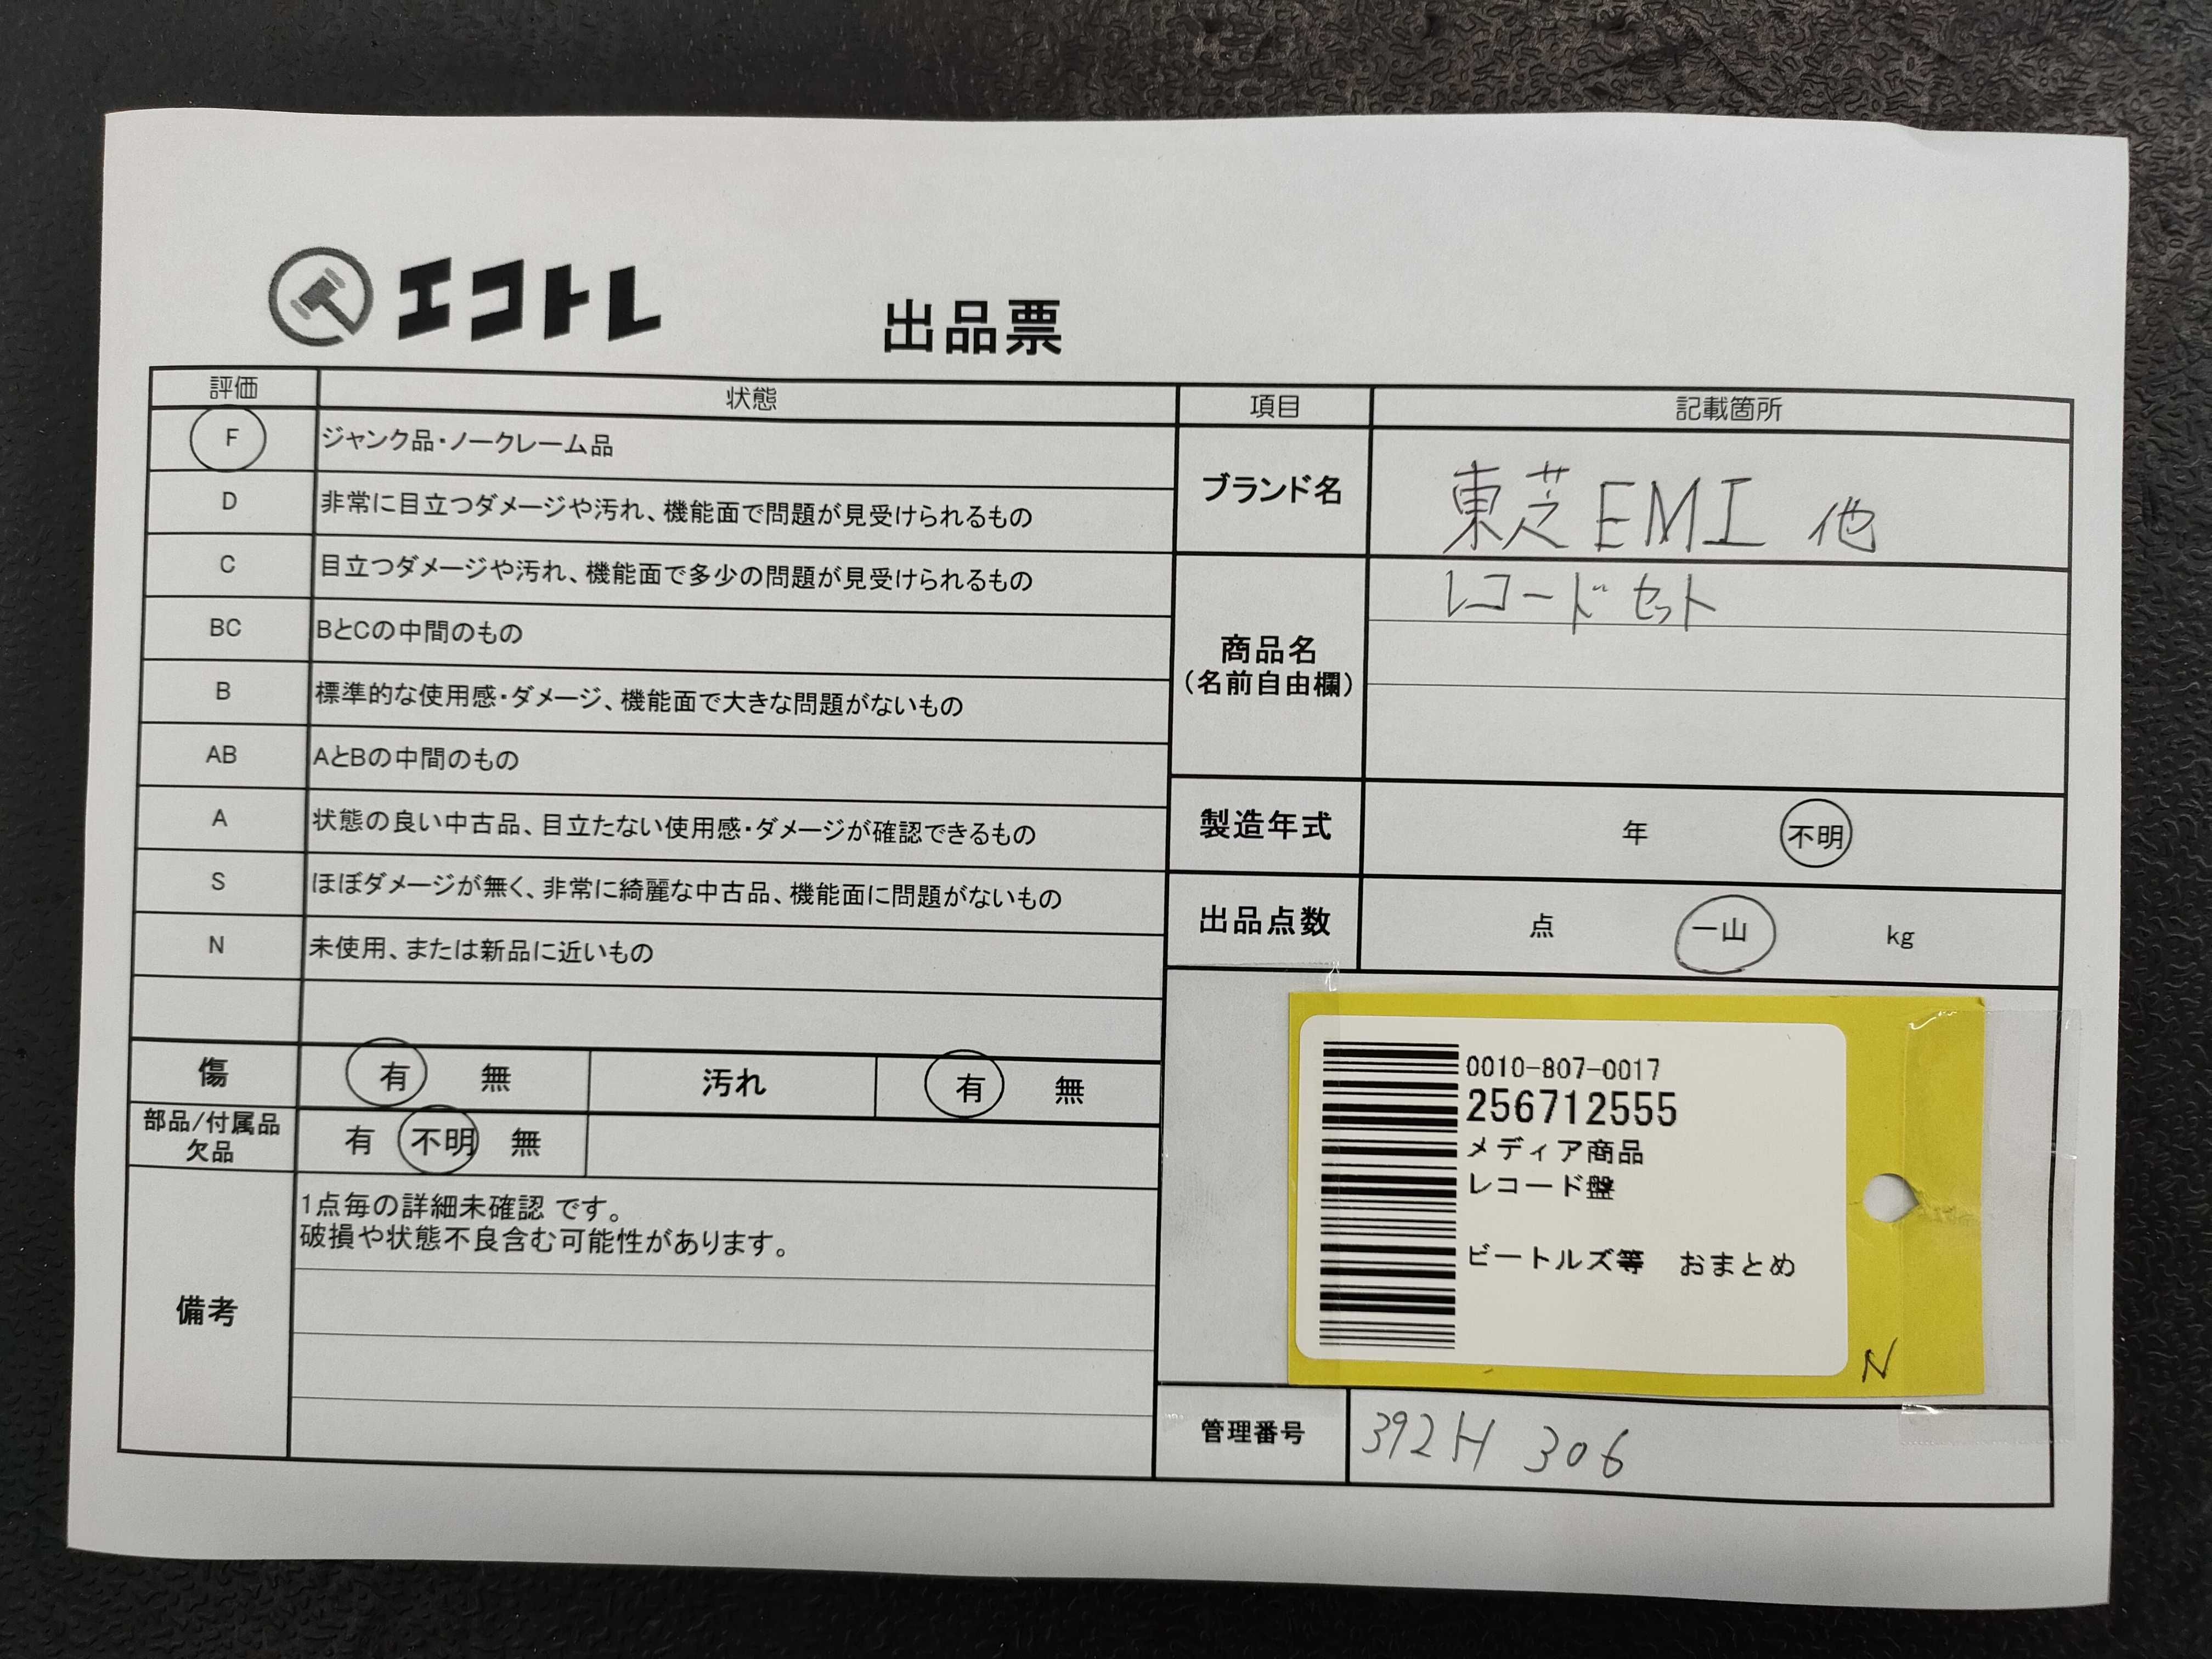 エコトレ
出品票
評価 状態
F ジャンク品・ノークレーム品
D 非常に目立つダメージや汚れ、機能面で問題が見受けられるもの
C 目立つダメージや汚れ、機能面で多少の問題が見受けられるもの
BC BとCの中間のもの
B 標準的な使用感・ダメージ、機能面で大きな問題がないもの
AB AとBの中間のもの
A 状態の良い中古品、目立たない使用感・ダメージが確認できるもの
S ほぼダメージが無く、非常に綺麗な中古品、機能面に問題がないもの
N 未使用、または新品に近いもの
傷 有 無 汚れ 有 無
部品/付属品
欠品
有 不明 無
備考
1点毎の詳細未確認 です。
破損や状態不良含む可能性があります。
項目 記載箇所
ブランド名 東芝EMI 他
商品名
(名前自由欄)
レコードセット
製造年式 年 不明
出品点数 点 一山 kg
0010-807-0017
256712555
メディア商品
レコード盤
ビートルズ等 おまとめ
N
管理番号 392H 306